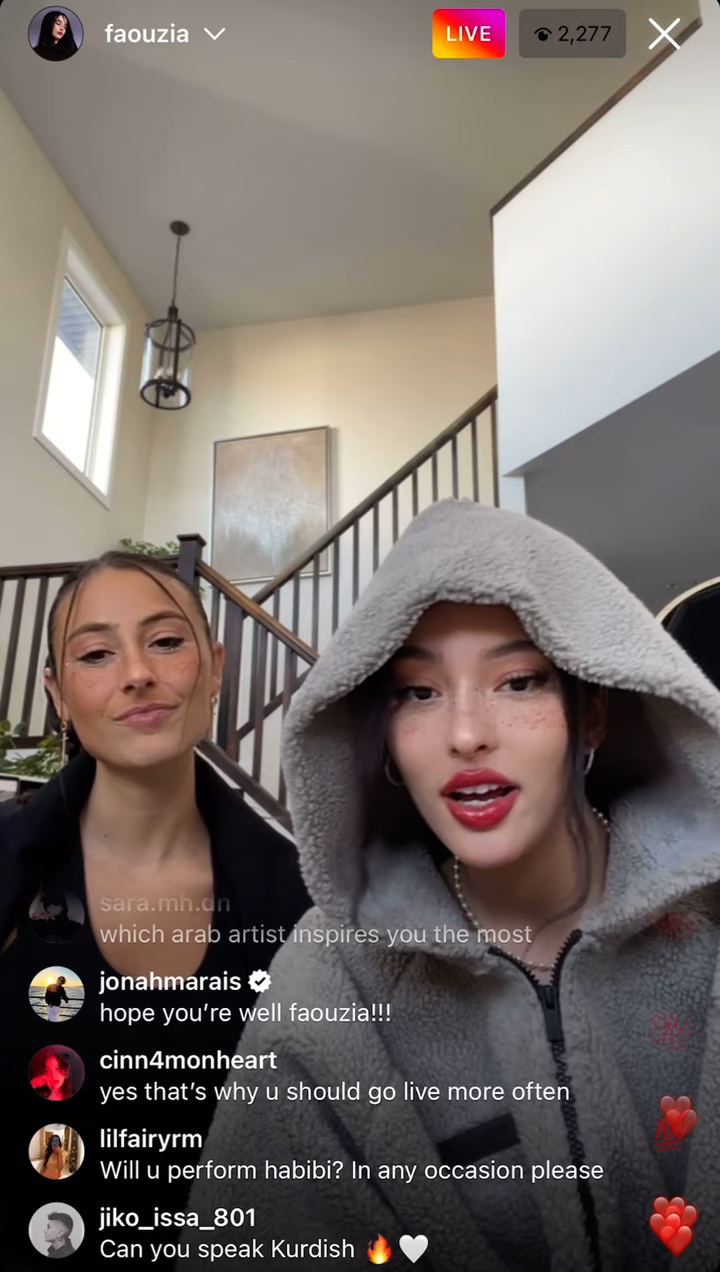 faouzia
LIVE
2,277
sara.mh.dn
which arab artist inspires you the most
jonahmarais
hope you’re well faouzia!!!
cinn4monheart
yes that’s why u should go live more often
lilfairyrm
Will u perform habibi? In any occasion please
jiko_issa_801
Can you speak Kurdish 🔥🤍